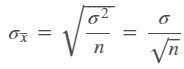 σ_x̄ = √(σ²/n) = σ/√n